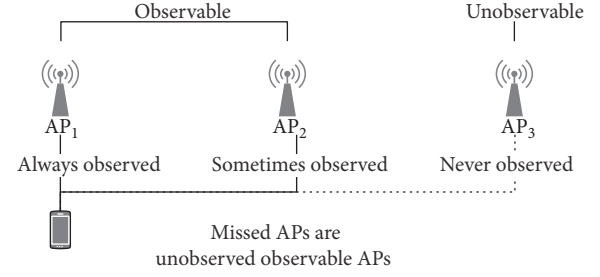 Observable
Unobservable
AP₁
AP₂
AP₃
Always observed
Sometimes observed
Never observed
Missed APs are
unobserved observable APs